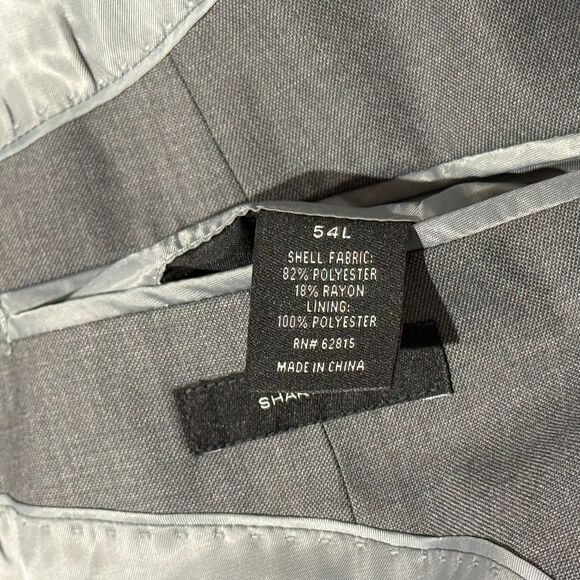 54L
SHELL FABRIC:
82% POLYESTER
18% RAYON
LINING:
100% POLYESTER
RN# 62815
MADE IN CHINA